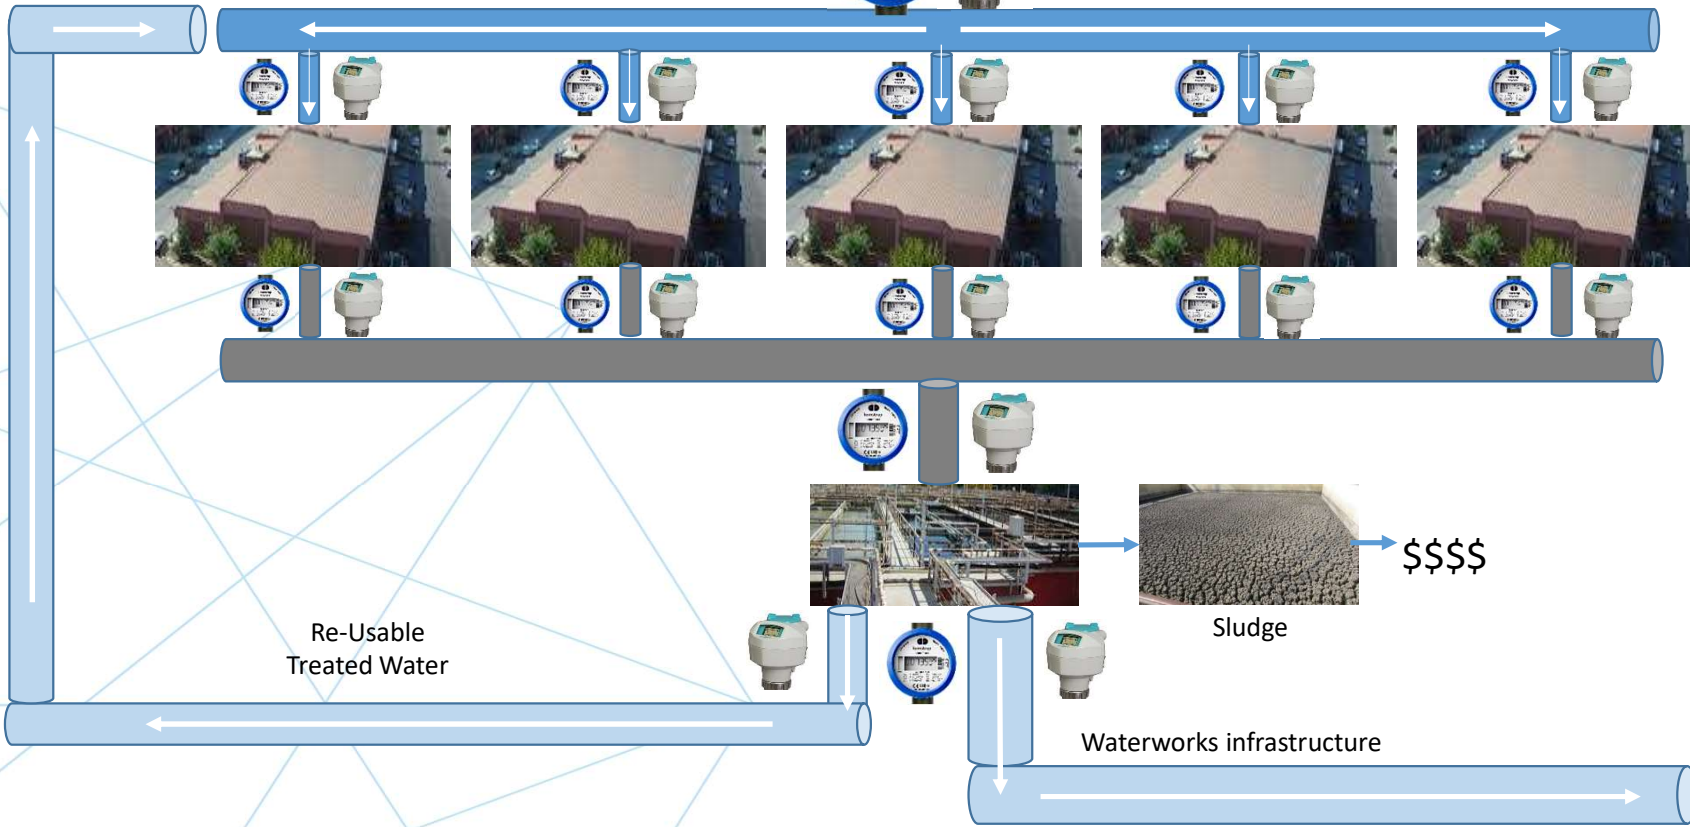 $$$$
Sludge
Re-Usable
Treated Water
Waterworks infrastructure